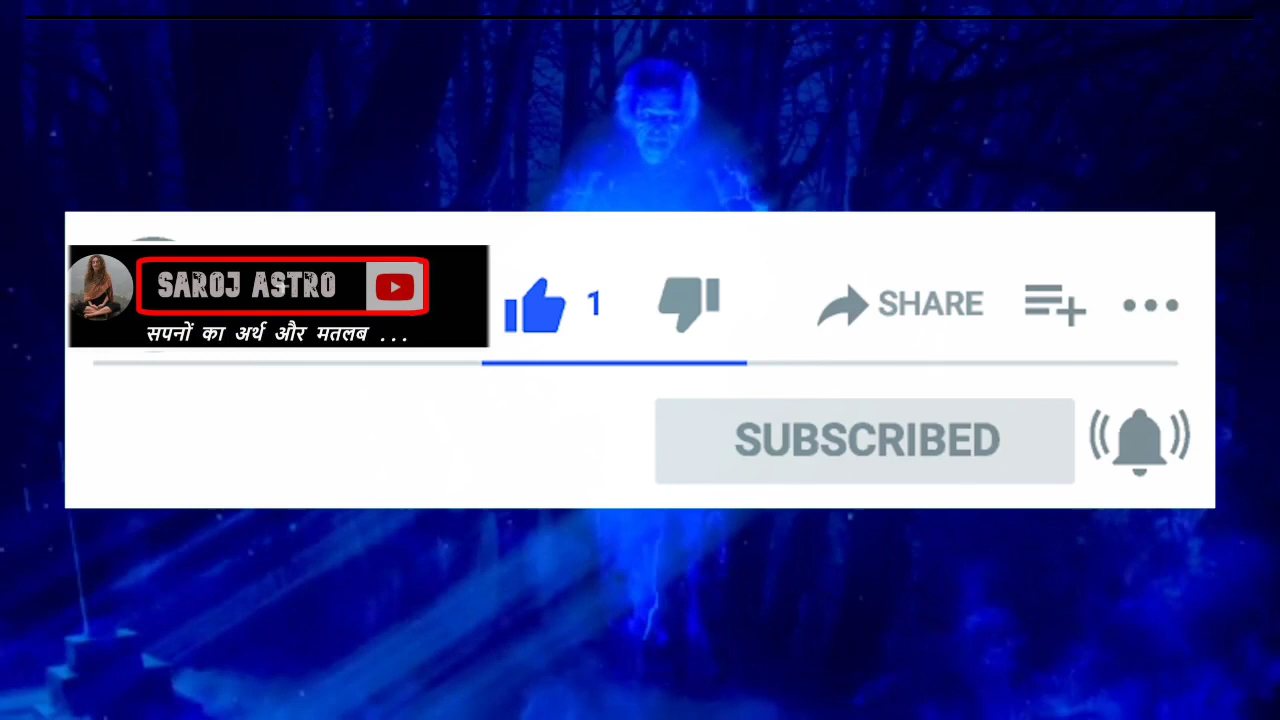 SAROJ ASTRO
सपनों का अर्थ और मतलब ...
1
SHARE
SUBSCRIBED